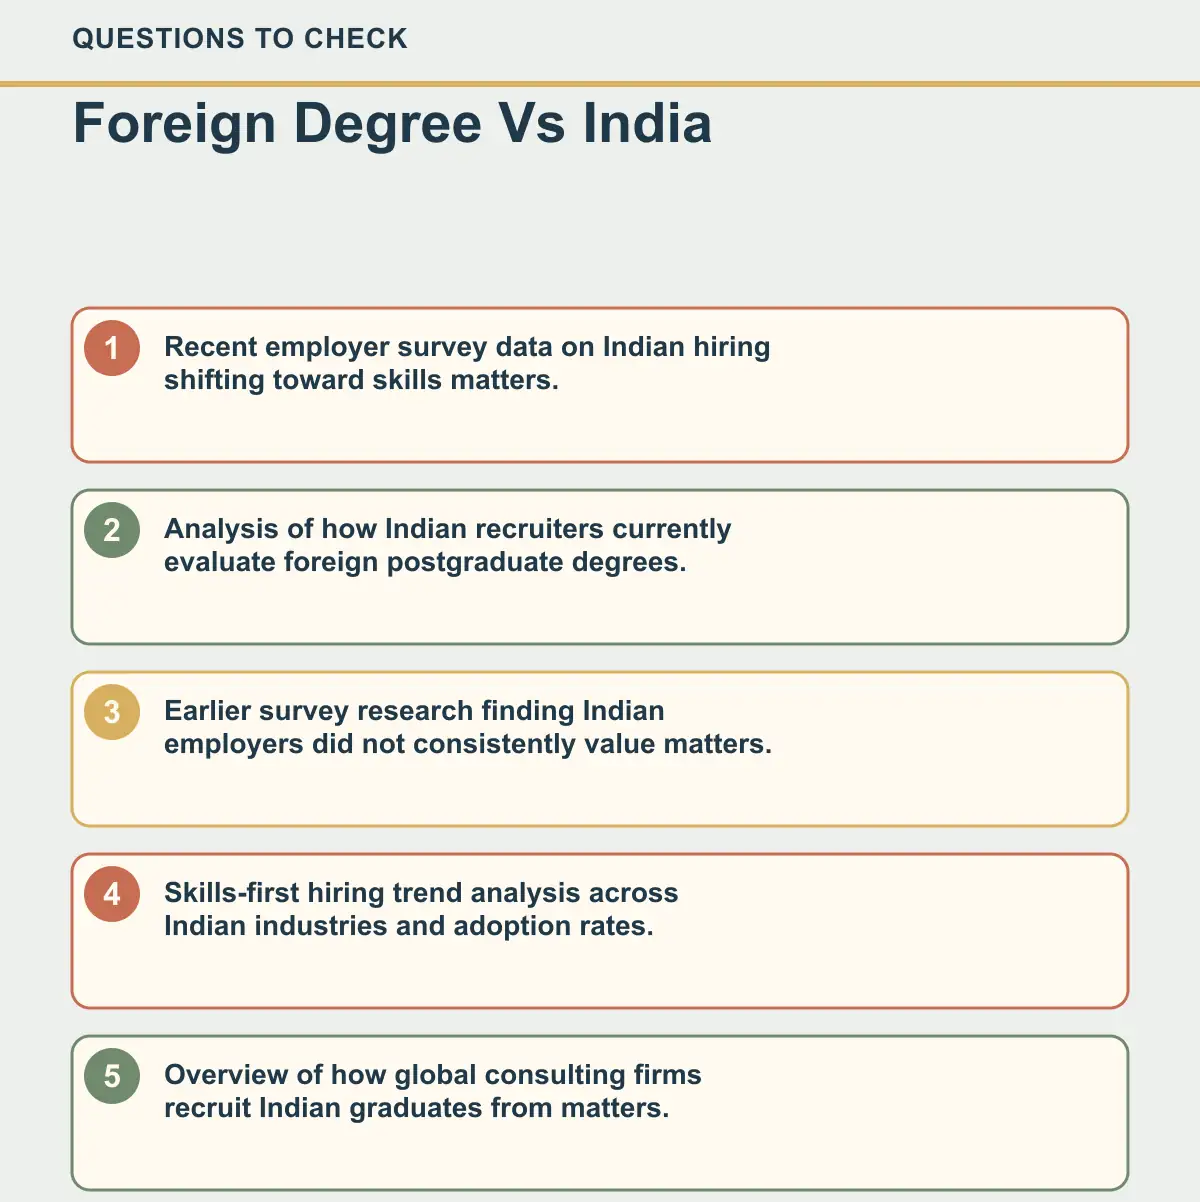 QUESTIONS TO CHECK
Foreign Degree Vs India
1
Recent employer survey data on Indian hiring
shifting toward skills matters.
2
Analysis of how Indian recruiters currently
evaluate foreign postgraduate degrees.
3
Earlier survey research finding Indian
employers did not consistently value matters.
4
Skills-first hiring trend analysis across
Indian industries and adoption rates.
5
Overview of how global consulting firms
recruit Indian graduates from matters.